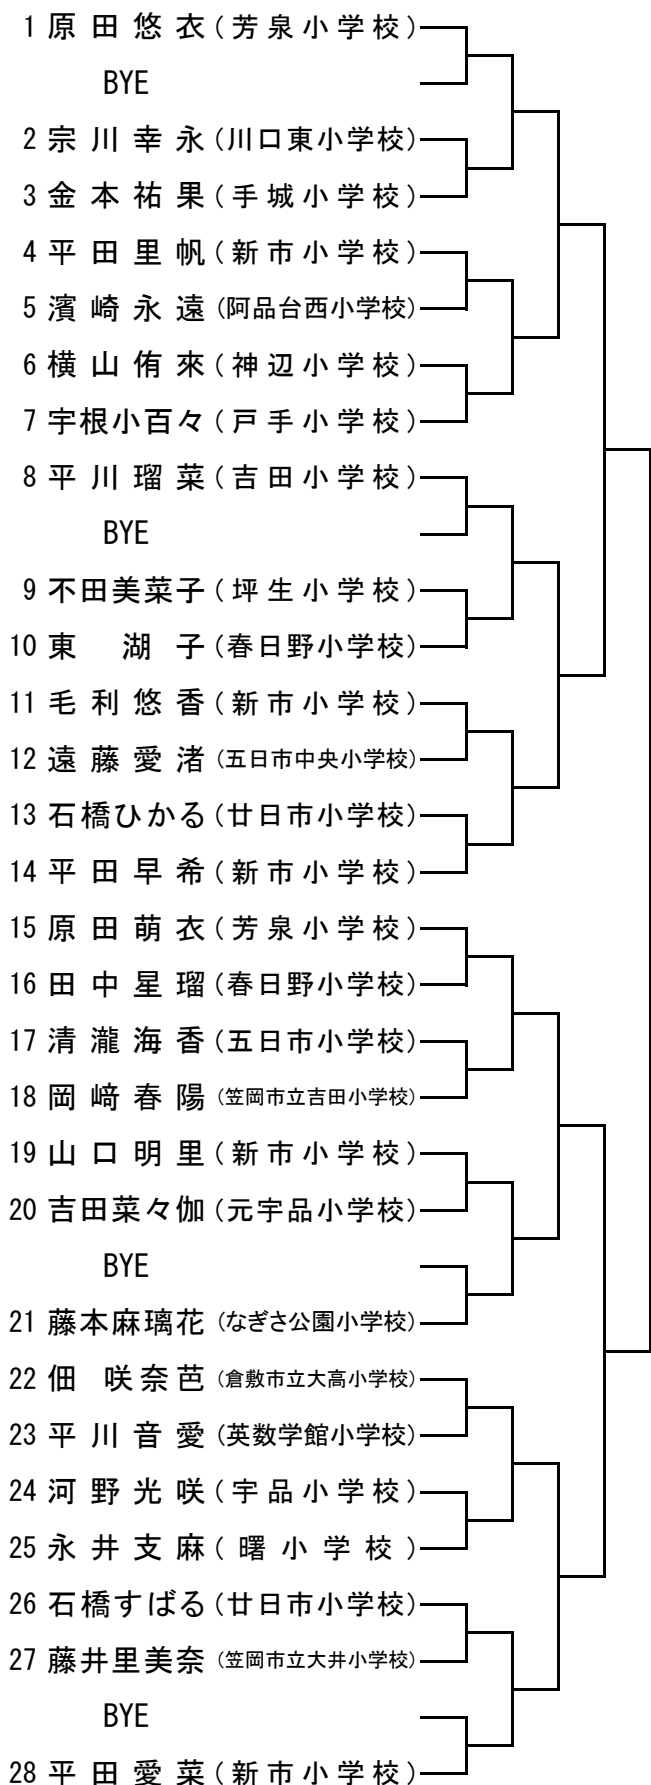 1 原田悠衣(芳泉小学校)
BYE
2 宗川幸永(川口東小学校)
3 金本祐果(手城小学校)
4 平田里帆(新市小学校)
5 濱崎永遠(阿品台西小学校)
6 横山侑來(神辺小学校)
7 宇根小百々(戸手小学校)
8 平川瑠菜(吉田小学校)
BYE
9 不田美菜子(坪生小学校)
10 東 湖子(春日野小学校)
11 毛利悠香(新市小学校)
12 遠藤愛渚(五日市中央小学校)
13 石橋ひかる(廿日市小学校)
14 平田早希(新市小学校)
15 原田萌衣(芳泉小学校)
16 田中星瑠(春日野小学校)
17 清瀧海香(五日市小学校)
18 岡﨑春陽(笠岡市立吉田小学校)
19 山口明里(新市小学校)
20 吉田菜々伽(元宇品小学校)
BYE
21 藤本麻璃花(なぎさ公園小学校)
22 佃 咲奈芭(倉敷市立大高小学校)
23 平川音愛(英数学館小学校)
24 河野光咲(宇品小学校)
25 永井支麻(曙小学校)
26 石橋すばる(廿日市小学校)
27 藤井里美奈(笠岡市立大井小学校)
BYE
28 平田愛菜(新市小学校)